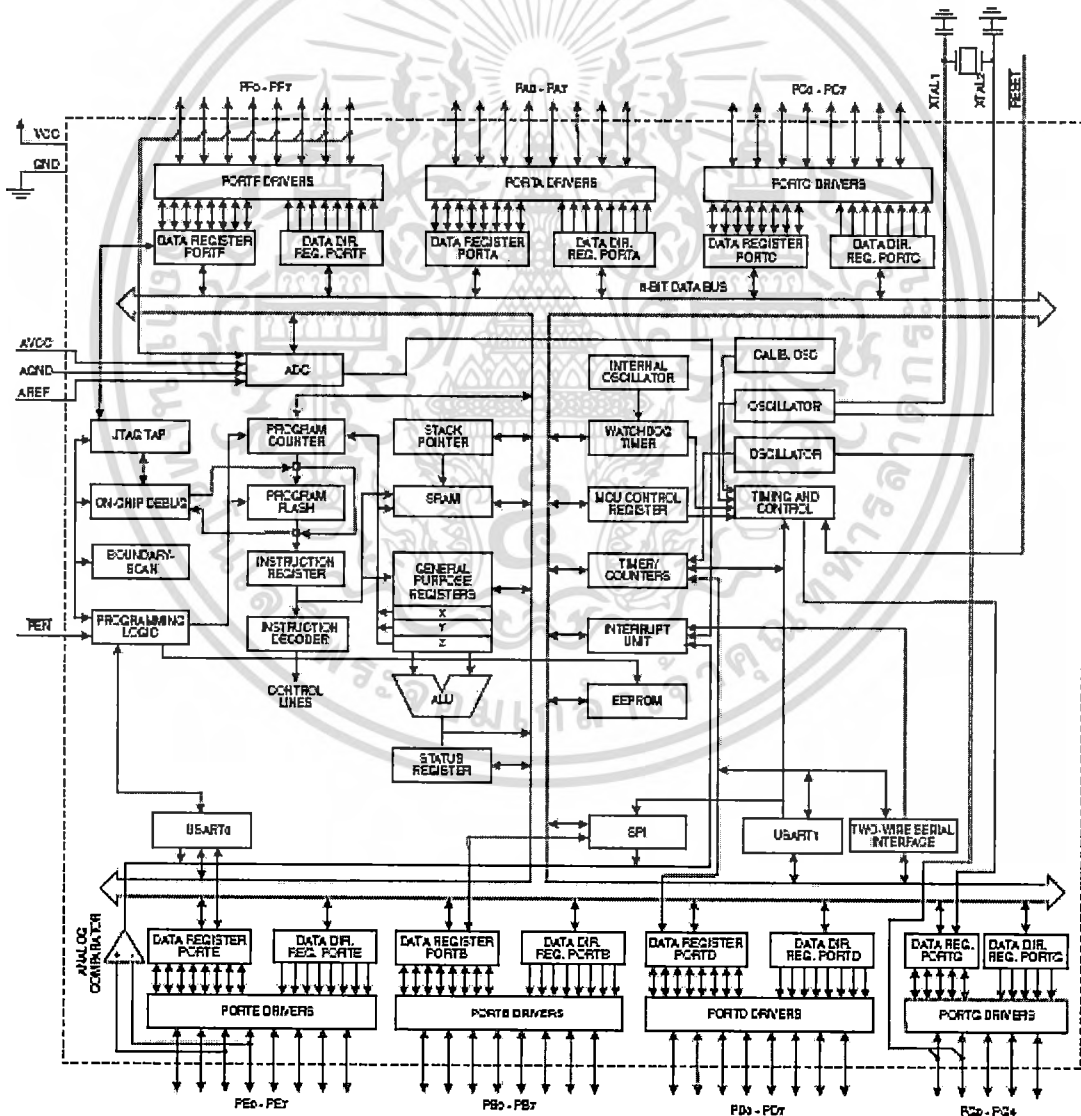 XTAL1
XTAL2
RESET
PF0 - PF7
PA0 - PA7
PC0 - PC7
VCC
GND
PORTF DRIVERS
PORTA DRIVERS
PORTC DRIVERS
DATA REGISTER
PORTF
DATA DIR.
REG. PORTF
DATA REGISTER
PORTA
DATA DIR.
REG. PORTA
DATA REGISTER
PORTC
DATA DIR.
REG. PORTC
8-BIT DATA BUS
AVCC
AGND
AREF
ADC
INTERNAL
OSCILLATOR
CALIB. OSC
OSCILLATOR
JTAG TAP
PROGRAM
COUNTER
STACK
POINTER
WATCHDOG
TIMER
OSCILLATOR
ON-CHIP DEBUG
PROGRAM
FLASH
SRAM
MCU CONTROL
REGISTER
TIMING AND
CONTROL
BOUNDARY-
SCAN
INSTRUCTION
REGISTER
GENERAL
PURPOSE
REGISTERS
X
Y
Z
TIMER/
COUNTERS
PEN
PROGRAMMING
LOGIC
INSTRUCTION
DECODER
INTERRUPT
UNIT
CONTROL
LINES
ALU
EEPROM
STATUS
REGISTER
USART0
SPI
USART1
TWO-WIRE SERIAL
INTERFACE
ANALOG
COMPARATOR
+ -
DATA REGISTER
PORTE
DATA DIR.
REG. PORTE
DATA REGISTER
PORTB
DATA DIR.
REG. PORTB
DATA REGISTER
PORTD
DATA DIR.
REG. PORTD
DATA REG.
PORTG
DATA DIR.
REG. PORTG
PORTE DRIVERS
PORTB DRIVERS
PORTD DRIVERS
PORTG DRIVERS
PE0 - PE7
PB0 - PB7
PD0 - PD7
PG0 - PG4